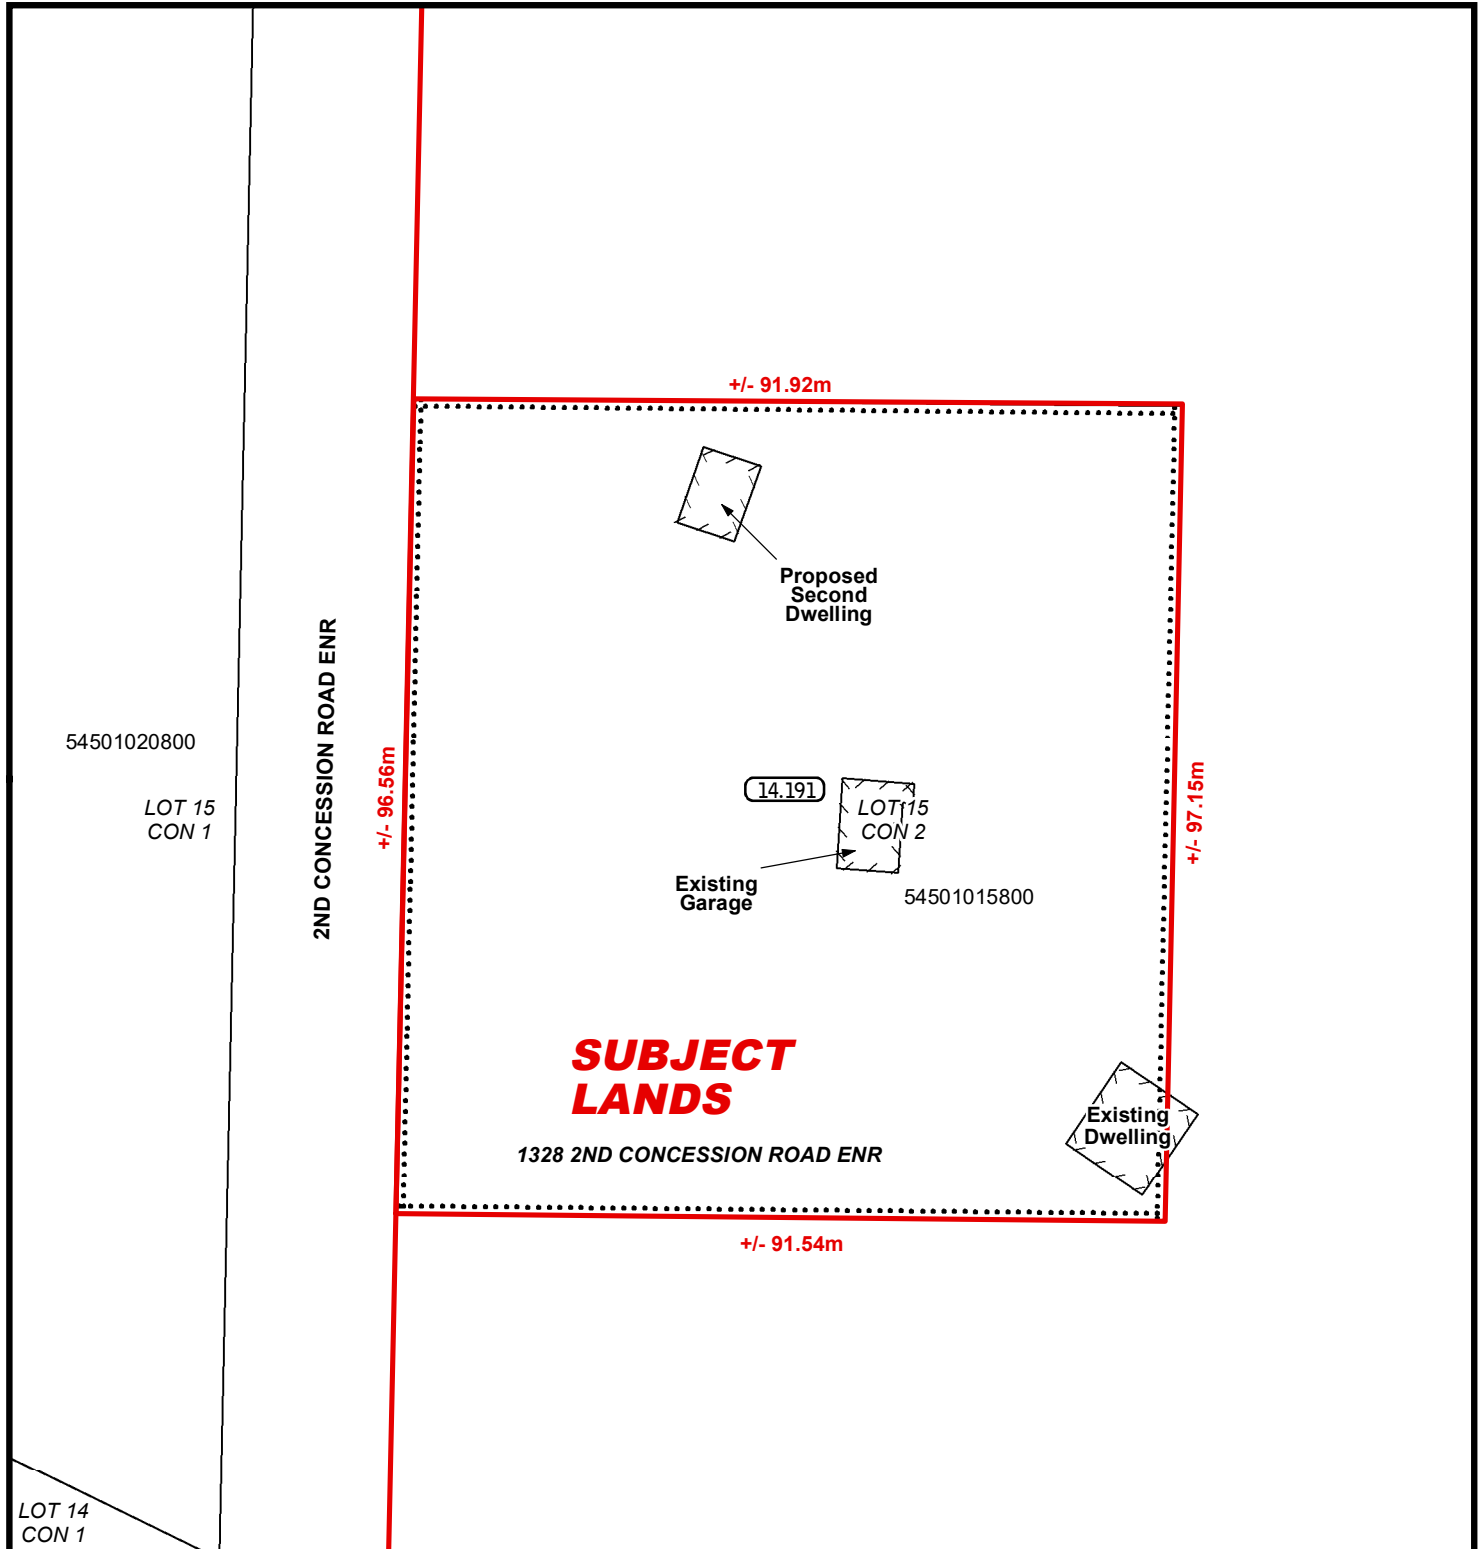 +/- 91.92m
Proposed
Second
Dwelling
2ND CONCESSION ROAD ENR
54501020800
LOT 15
CON 1
+/- 96.56m
14.191
LOT 15
CON 2
+/- 97.15m
Existing
Garage
54501015800
SUBJECT
LANDS
Existing
Dwelling
1328 2ND CONCESSION ROAD ENR
+/- 91.54m
LOT 14
CON 1